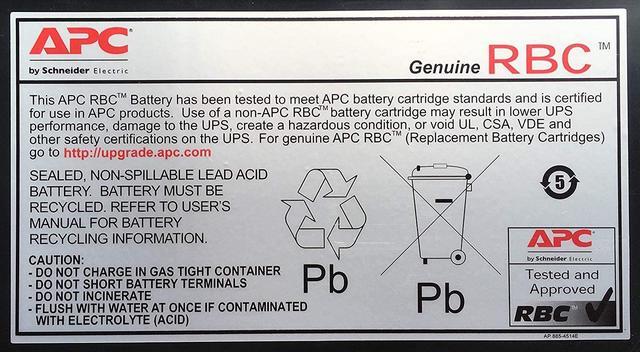 APC
by Schneider Electric
Genuine RBC™
This APC RBC™ Battery has been tested to meet APC battery cartridge standards and is certified
for use in APC products. Use of a non-APC RBC™ battery cartridge may result in lower UPS
performance, damage to the UPS, create a hazardous condition, or void UL, CSA, VDE and
other safety certifications on the UPS. For genuine APC RBC™ (Replacement Battery Cartridges)
go to http://upgrade.apc.com
SEALED, NON-SPILLABLE LEAD ACID
BATTERY. BATTERY MUST BE
RECYCLED. REFER TO USER'S
MANUAL FOR BATTERY
RECYCLING INFORMATION.
CAUTION:
- DO NOT CHARGE IN GAS TIGHT CONTAINER
- DO NOT SHORT BATTERY TERMINALS
- DO NOT INCINERATE
- FLUSH WITH WATER AT ONCE IF CONTAMINATED
WITH ELECTROLYTE (ACID)
Pb
Pb
5
APC
by Schneider Electric
Tested and
Approved
RBC
AP 885-4514E